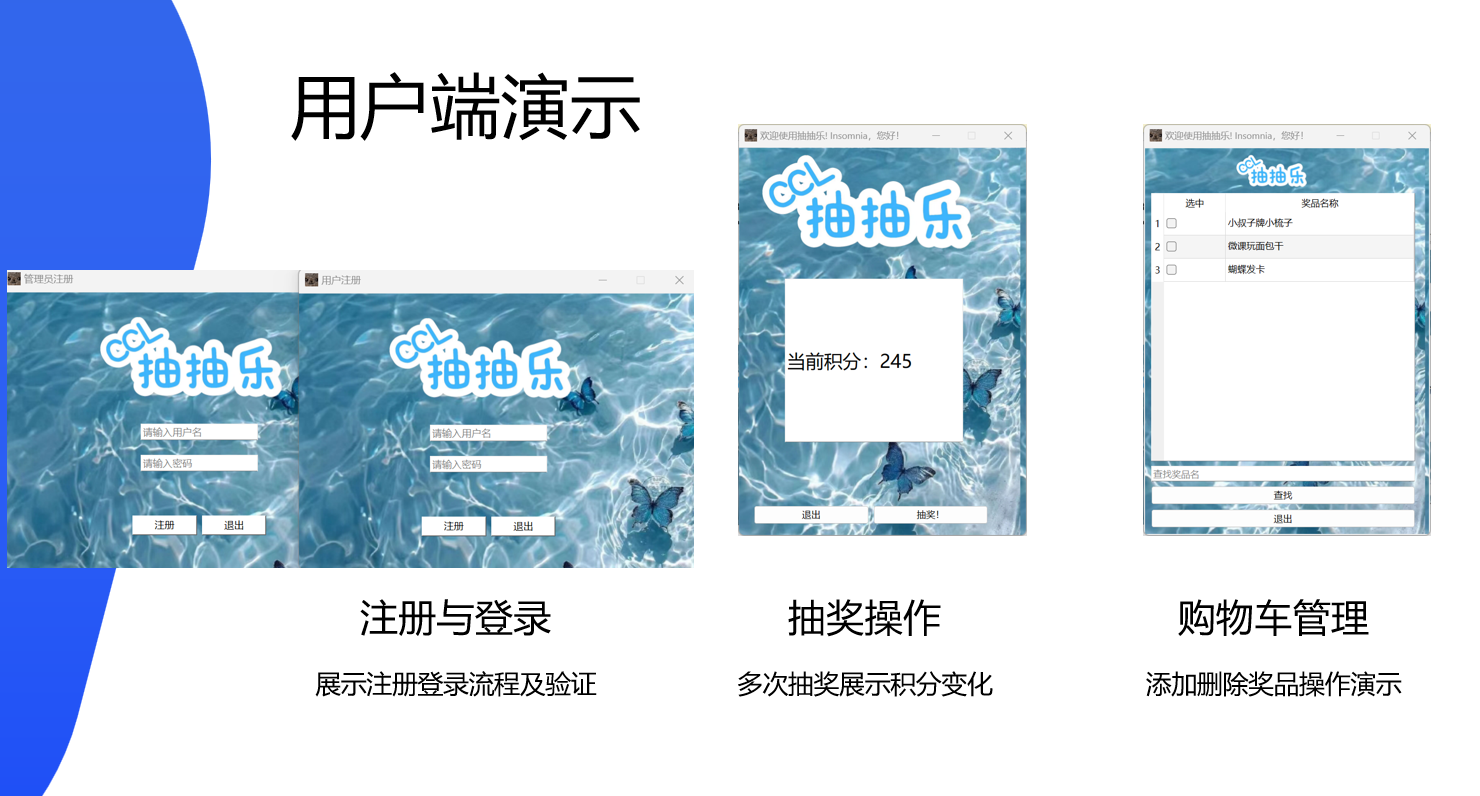 用户端演示
管理员注册
CCL
抽抽乐
请输入用户名
请输入密码
注册 退出
用户注册
CCL
抽抽乐
请输入用户名
请输入密码
注册 退出
注册与登录
展示注册登录流程及验证
欢迎使用抽抽乐! Insomnia，您好！
CCL
抽抽乐
当前积分：245
退出 抽奖!
抽奖操作
多次抽奖展示积分变化
欢迎使用抽抽乐! Insomnia，您好！
CCL
抽抽乐
选中 奖品名称
1 小叔子牌小梳子
2 微课玩面包干
3 蝴蝶发卡
查找奖品名
查找
退出
购物车管理
添加删除奖品操作演示